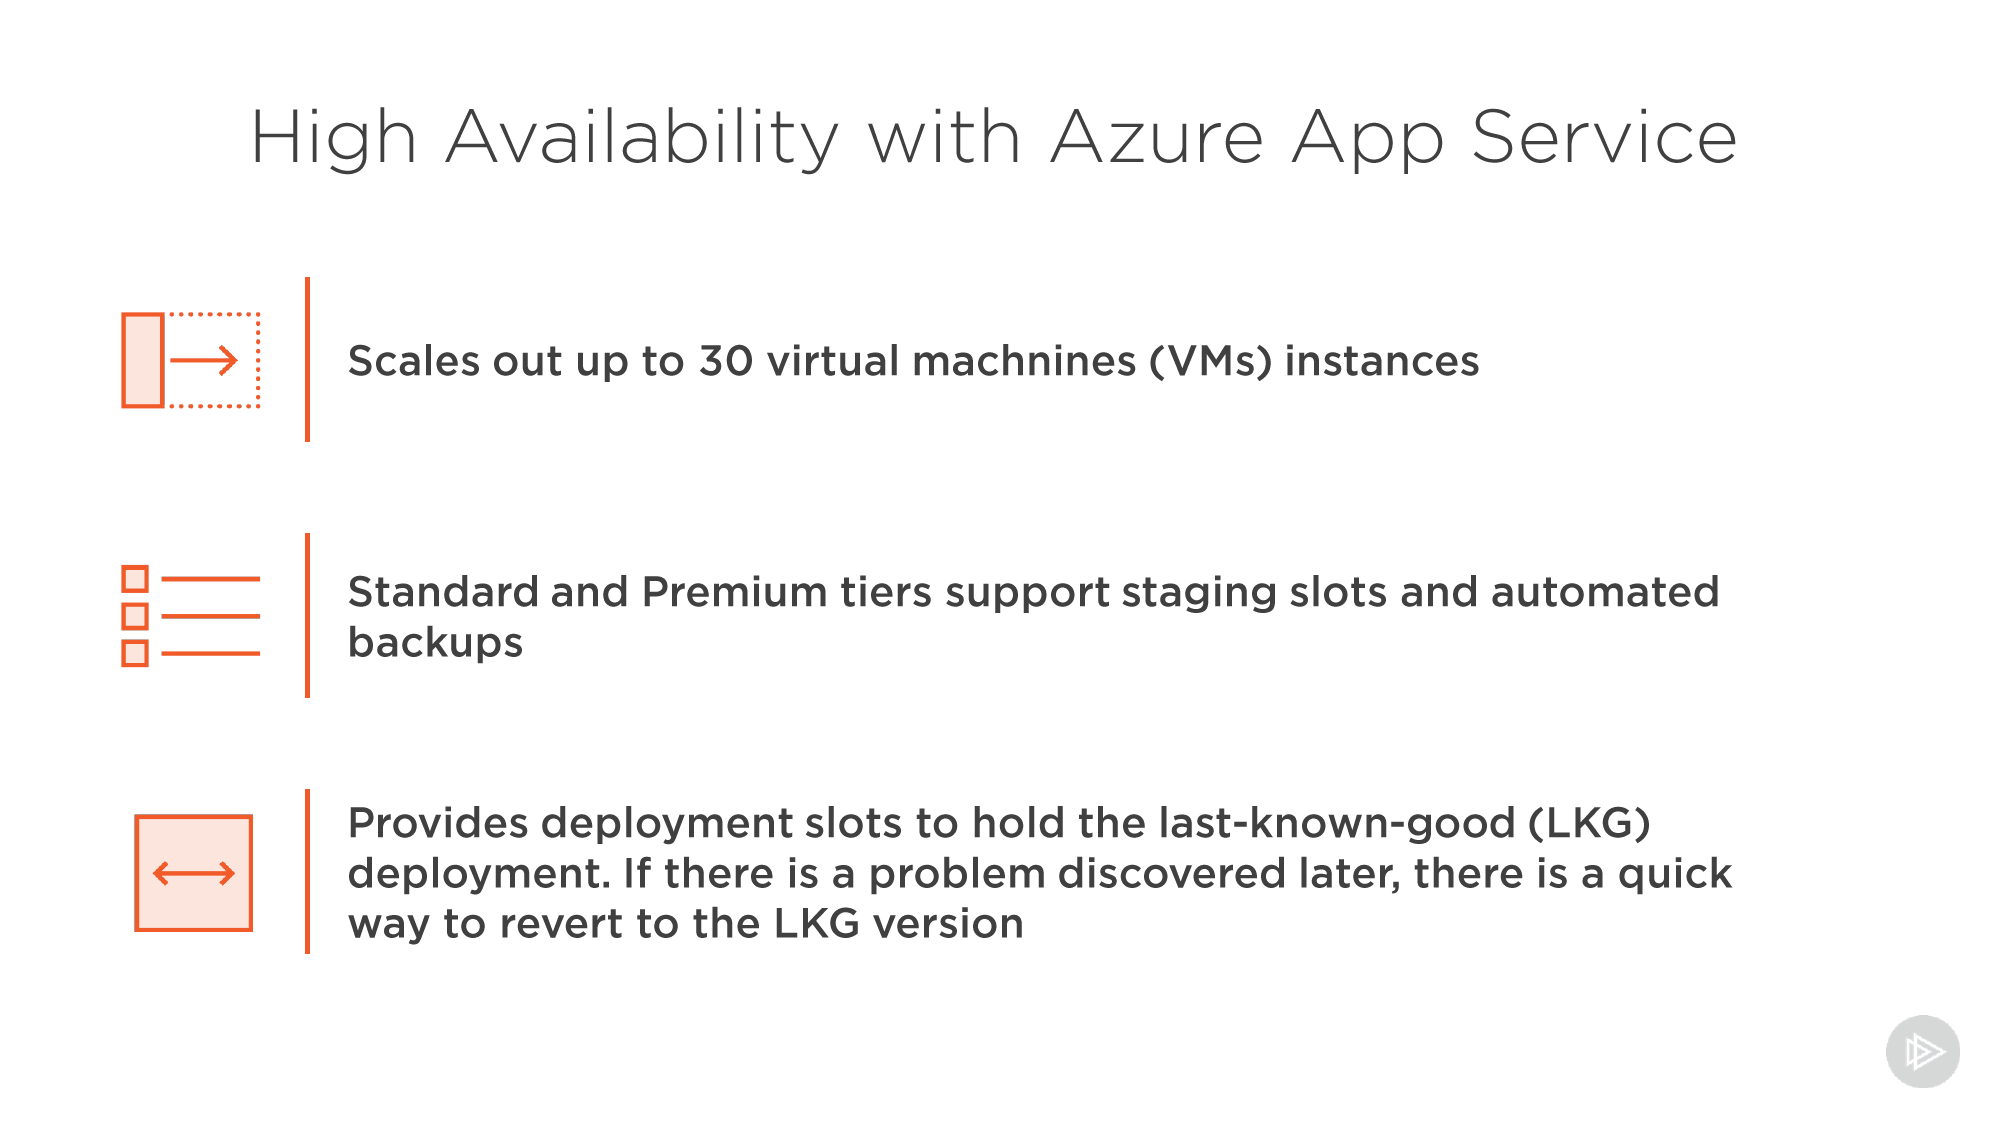 High Availability with Azure App Service
Scales out up to 30 virtual machnines (VMs) instances
Standard and Premium tiers support staging slots and automated
backups
Provides deployment slots to hold the last-known-good (LKG)
deployment. If there is a problem discovered later, there is a quick
way to revert to the LKG version